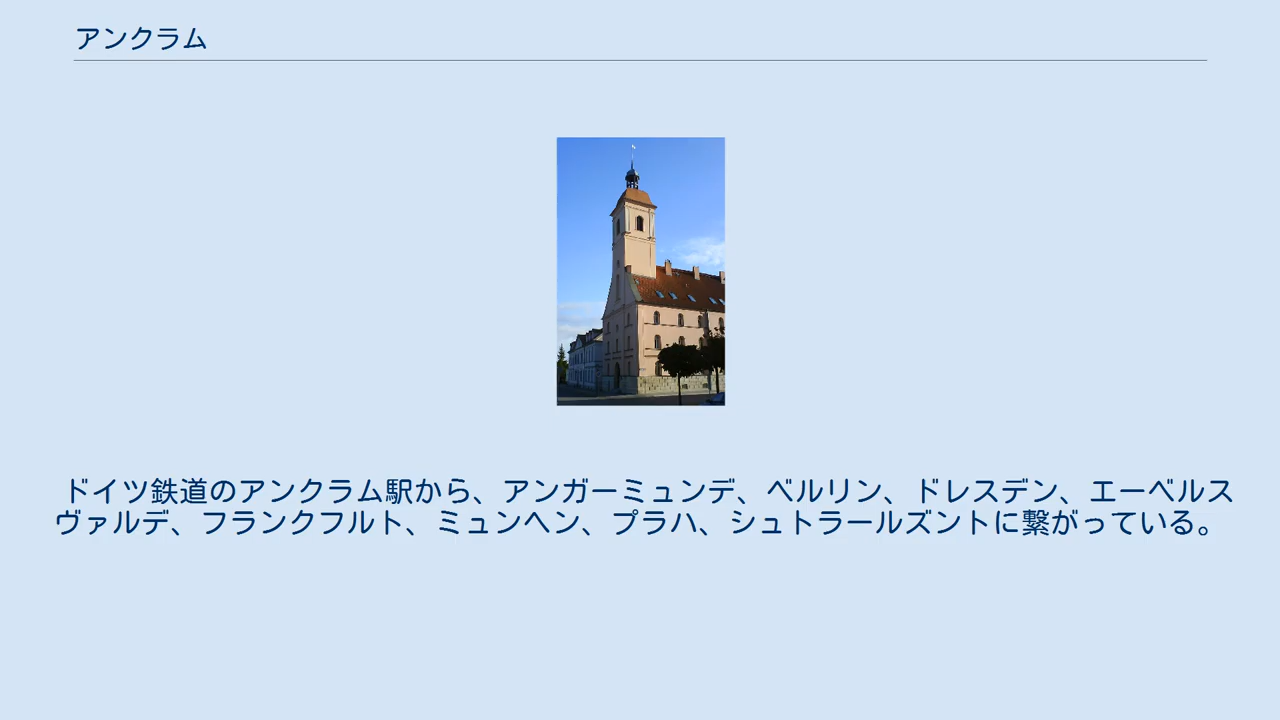 アンクラム
ドイツ鉄道のアンクラム駅から、アンガーミュンデ、ベルリン、ドレスデン、エーベルス
ヴァルデ、フランクフルト、ミュンヘン、プラハ、シュトラールズントに繋がっている。